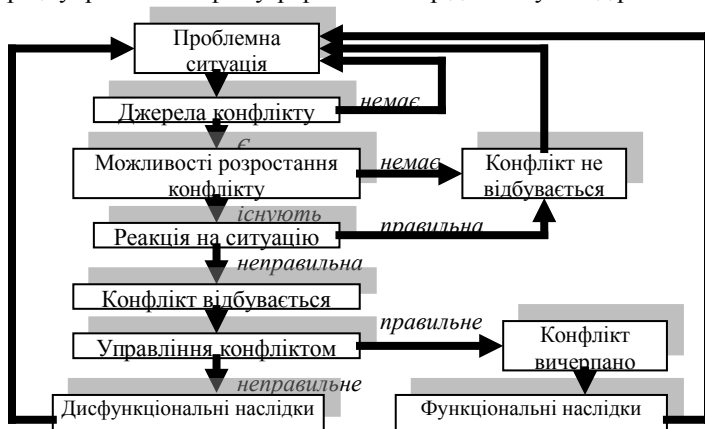 Проблемна
ситуація
Джерела конфлікту
немає
є
Можливості розростання
конфлікту
немає
Конфлікт не
відбувається
існують
Реакція на ситуацію
правильна
неправильна
Конфлікт відбувається
Управління конфліктом
правильне
Конфлікт
вичерпано
неправильне
Дисфункціональні наслідки
Функціональні наслідки